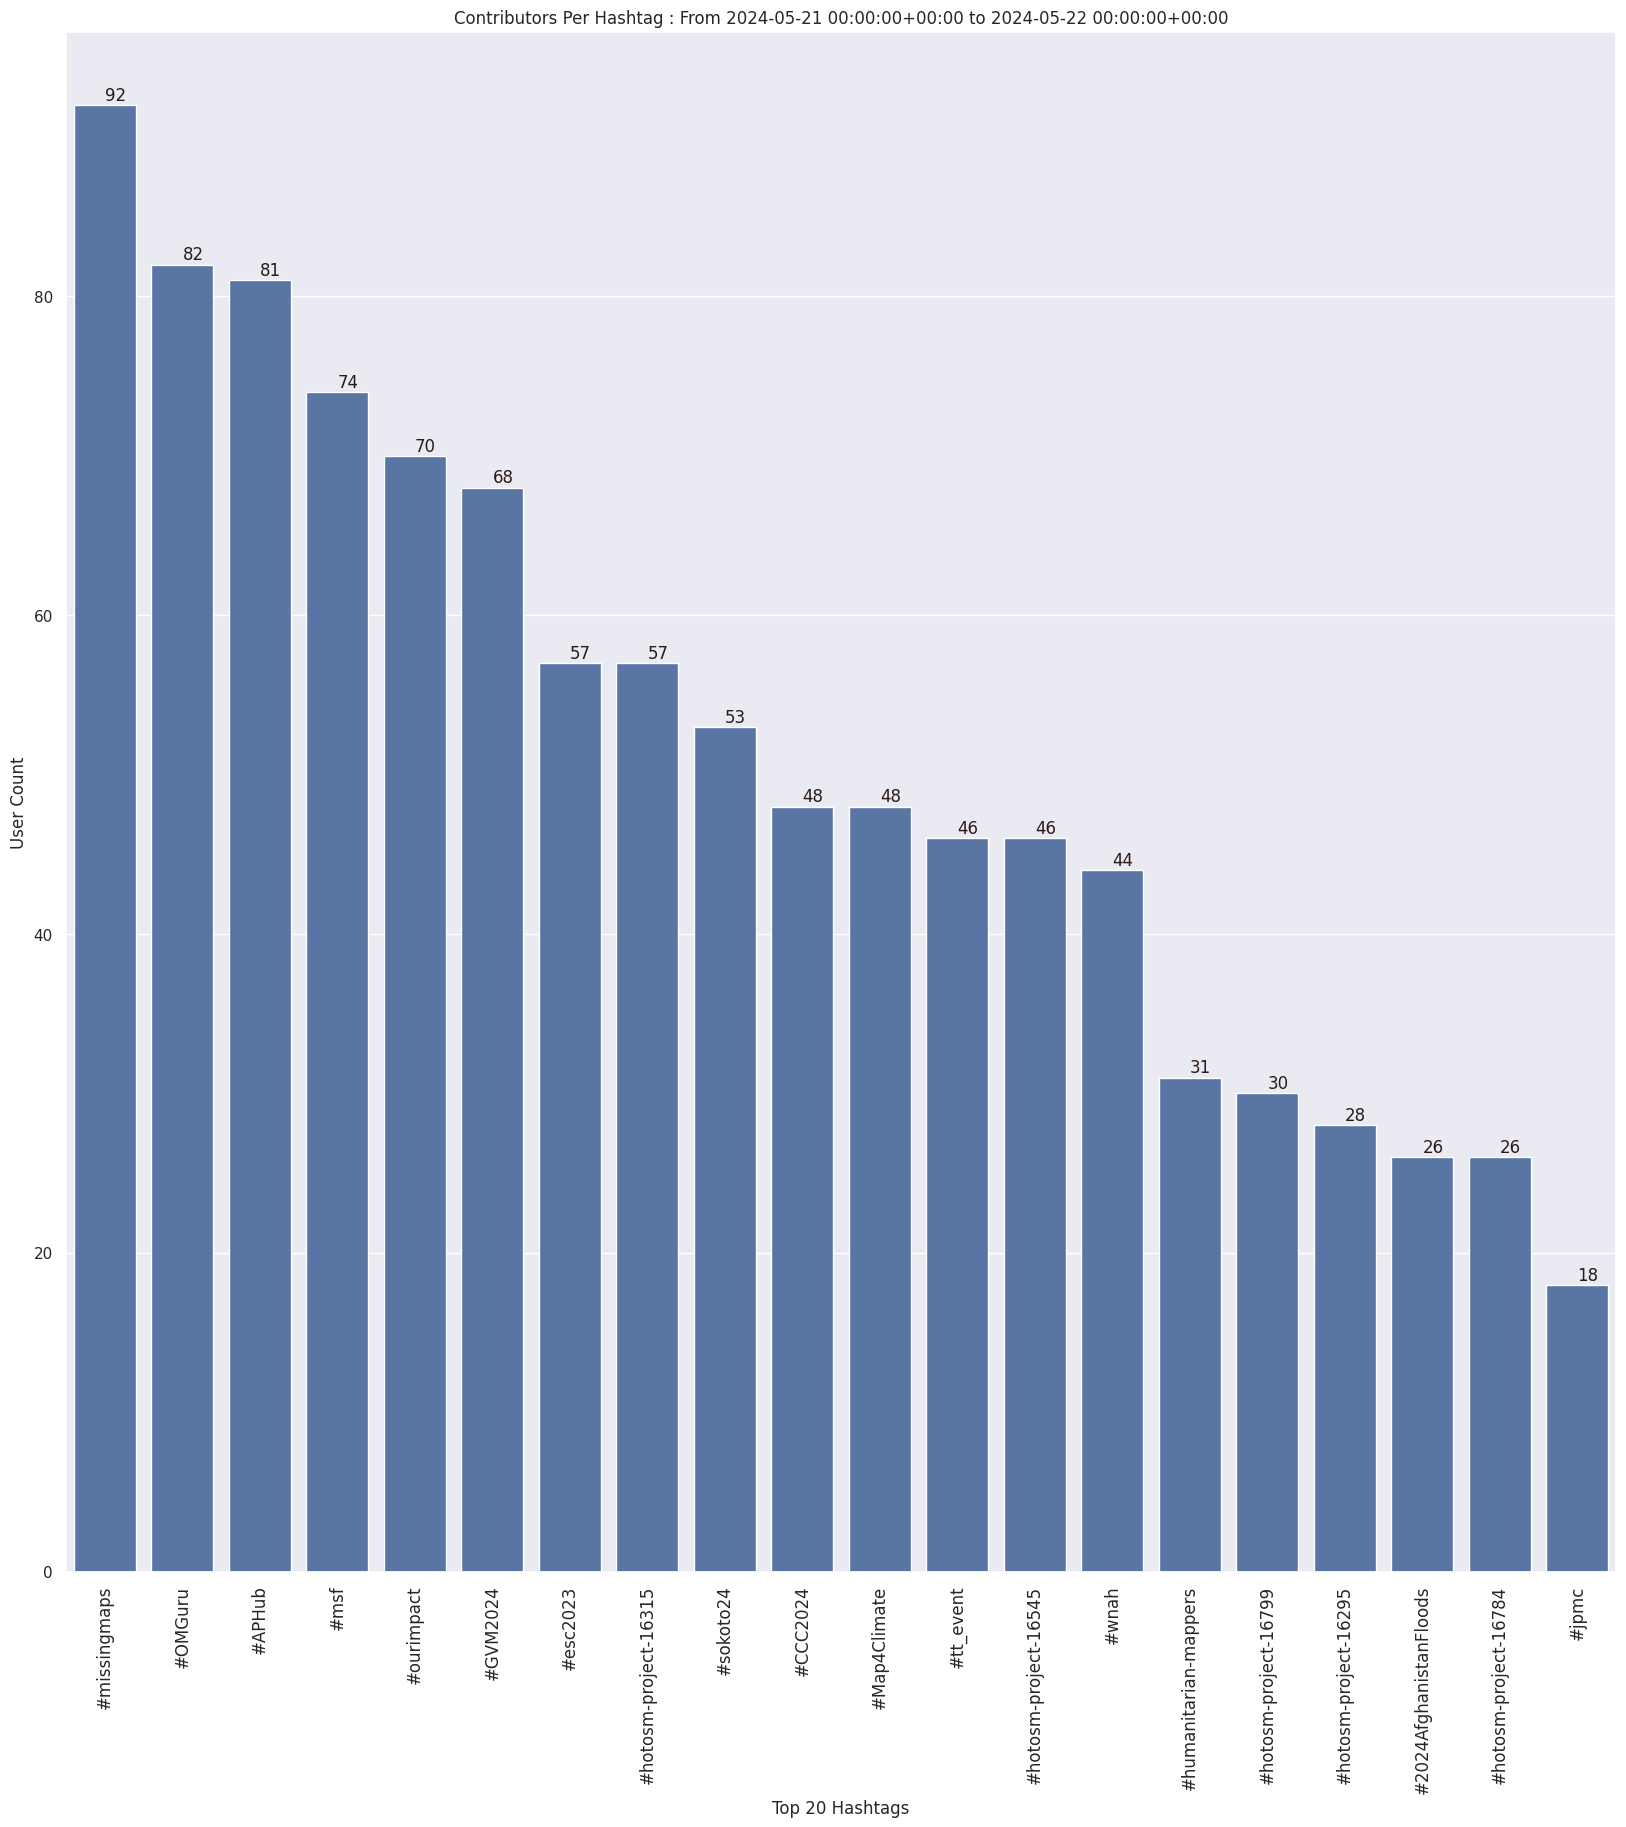 Contributors Per Hashtag : From 2024-05-21 00:00:00+00:00 to 2024-05-22 00:00:00+00:00
92
82
81
74
70
68
57
57
53
48
48
46
46
44
31
30
28
26
26
18
User Count
80
60
40
20
0
#missingmaps
#OMGuru
#APHub
#msf
#ourimpact
#GVM2024
#esc2023
#hotosm-project-16315
#sokoto24
#CCC2024
#Map4Climate
#tt_event
#hotosm-project-16545
#wnah
#humanitarian-mappers
#hotosm-project-16799
#hotosm-project-16295
#2024AfghanistanFloods
#hotosm-project-16784
#jpmc
Top 20 Hashtags